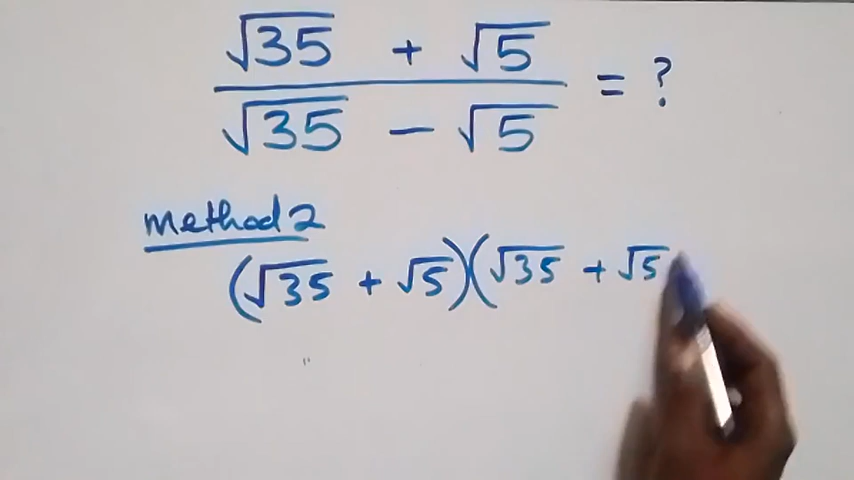 √35 + √5
√35 − √5
= ?
method 2
(√35 + √5)(√35 + √5